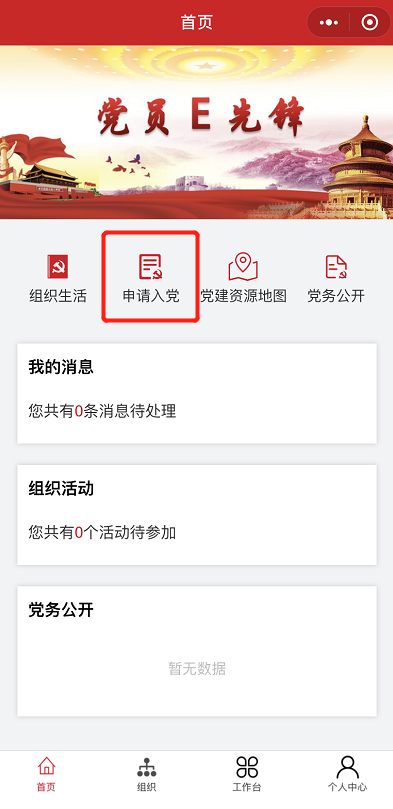 首页
党员E先锋
组织生活
申请入党
党建资源地图
党务公开
我的消息
您共有0条消息待处理
组织活动
您共有0个活动待参加
党务公开
暂无数据
首页
组织
工作台
个人中心